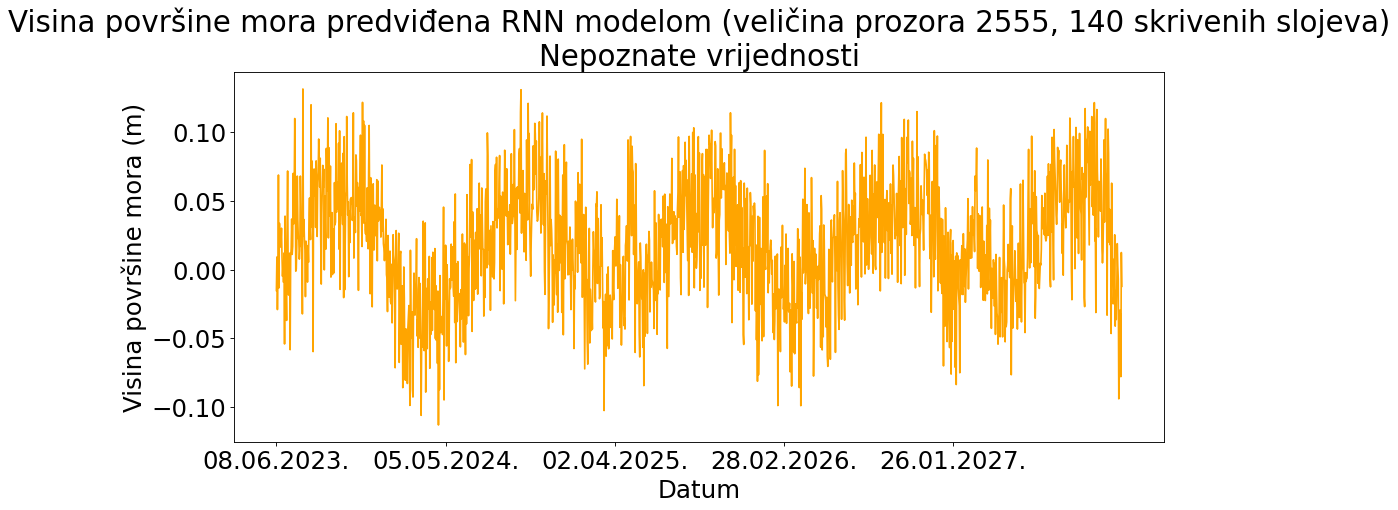 Visina površine mora predviđena RNN modelom (veličina prozora 2555, 140 skrivenih slojeva)
Nepoznate vrijednosti
Visina površine mora (m)
0.10
0.05
0.00
−0.05
−0.10
08.06.2023. 05.05.2024. 02.04.2025. 28.02.2026. 26.01.2027.
Datum